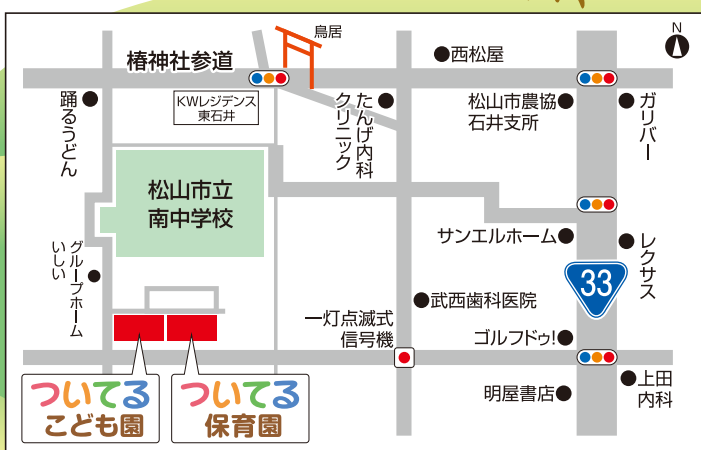 鳥居
N
椿神社参道
西松屋
KWレジデンス
東石井
踊るうどん
たんげ内科
クリニック
松山市農協
石井支所
ガリバー
松山市立
南中学校
サンエルホーム
レクサス
グループホーム
いしい
33
武西歯科医院
一灯点滅式
信号機
ゴルフドゥ!
上田
内科
明屋書店
ついてる
こども園
ついてる
保育園